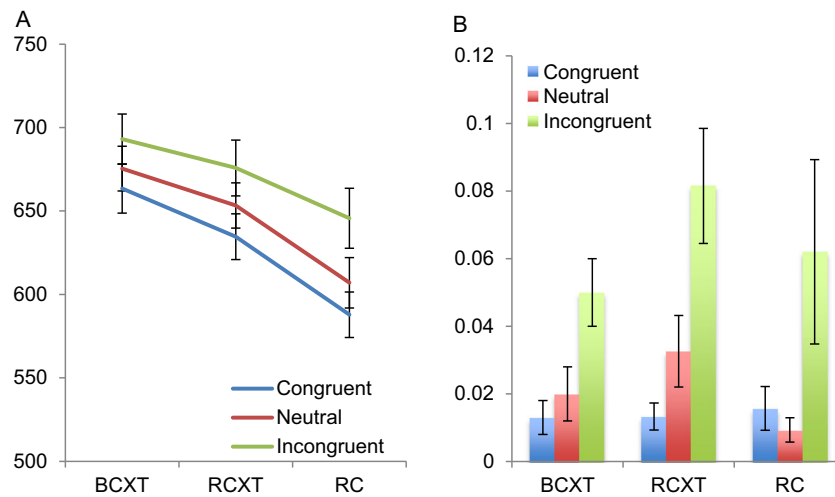 A
750
700
650
600
550
500
Congruent
Neutral
Incongruent
BCXT RCXT RC
B
0.12
0.1
0.08
0.06
0.04
0.02
0
Congruent
Neutral
Incongruent
BCXT RCXT RC